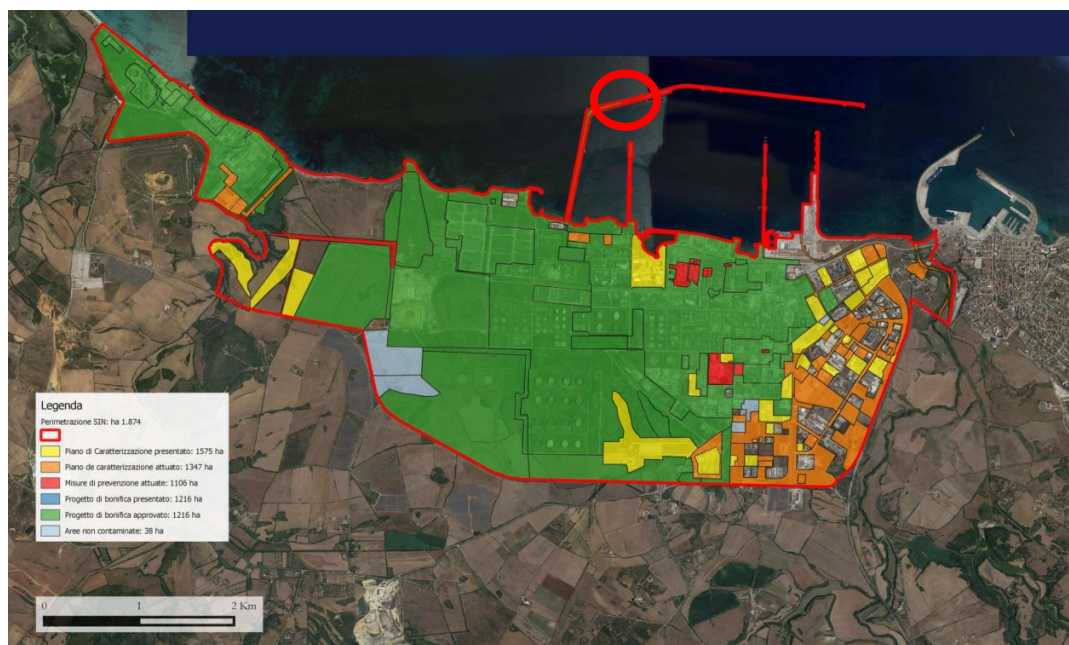 Legenda
Perimetrazione SIN: ha 1.874
Piano di Caratterizzazione presentato: 1575 ha
Piano de caratterizzazione attuato: 1347 ha
Misure di prevenzione attuate: 1106 ha
Progetto di bonifica presentato: 1216 ha
Progetto di bonifica approvato: 1216 ha
Aree non contaminate: 38 ha
0 1 2 Km